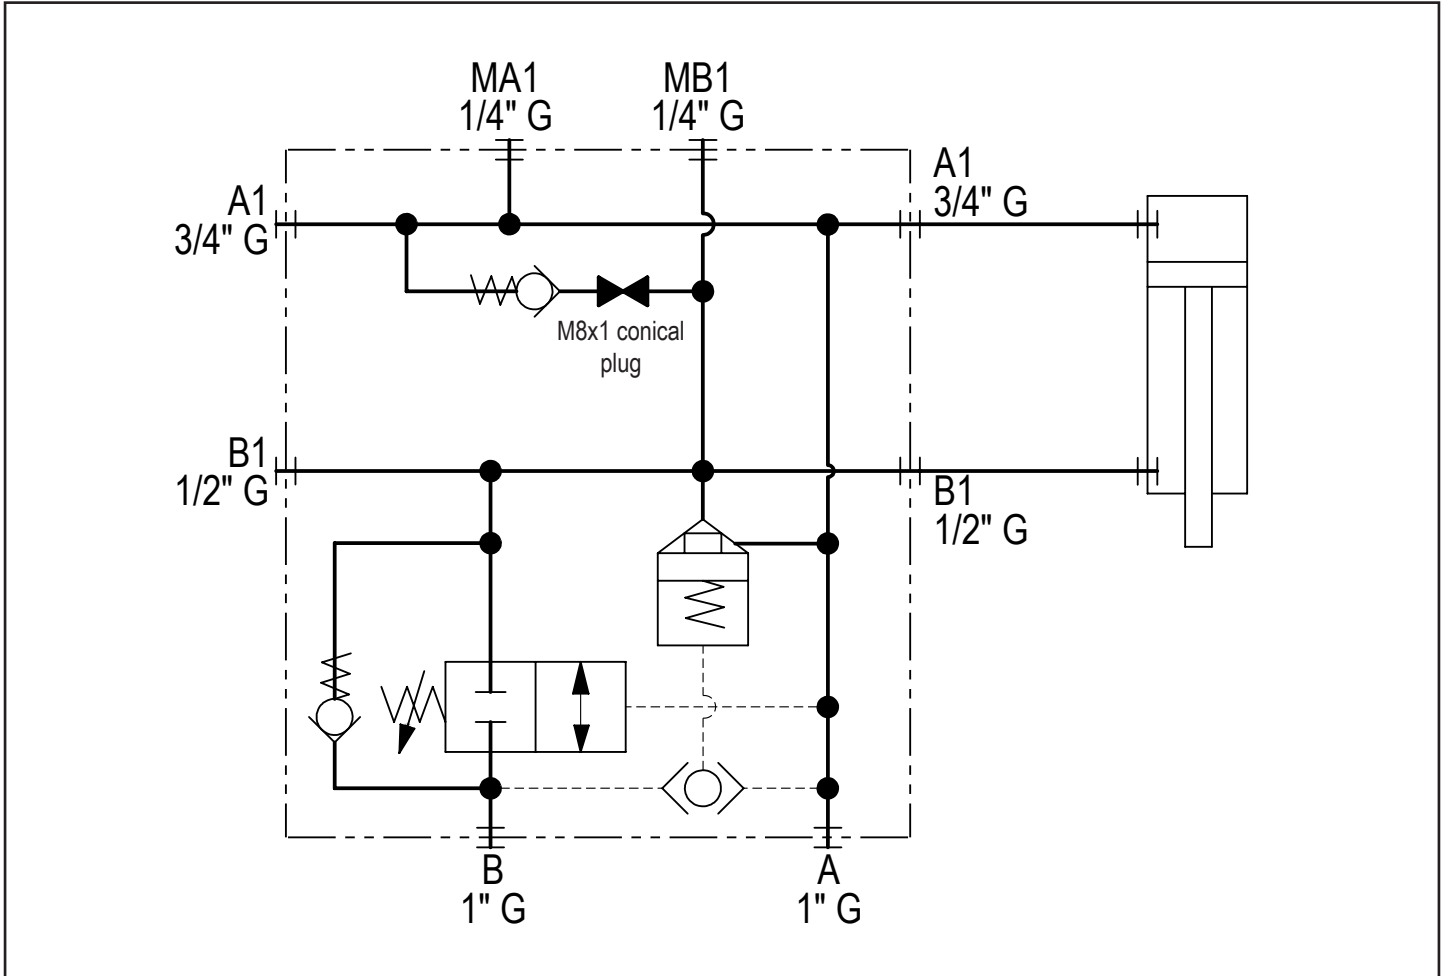 MA1
1/4" G
MB1
1/4" G
A1
3/4" G
A1
3/4" G
M8x1 conical
plug
B1
1/2" G
B1
1/2" G
B
1" G
A
1" G